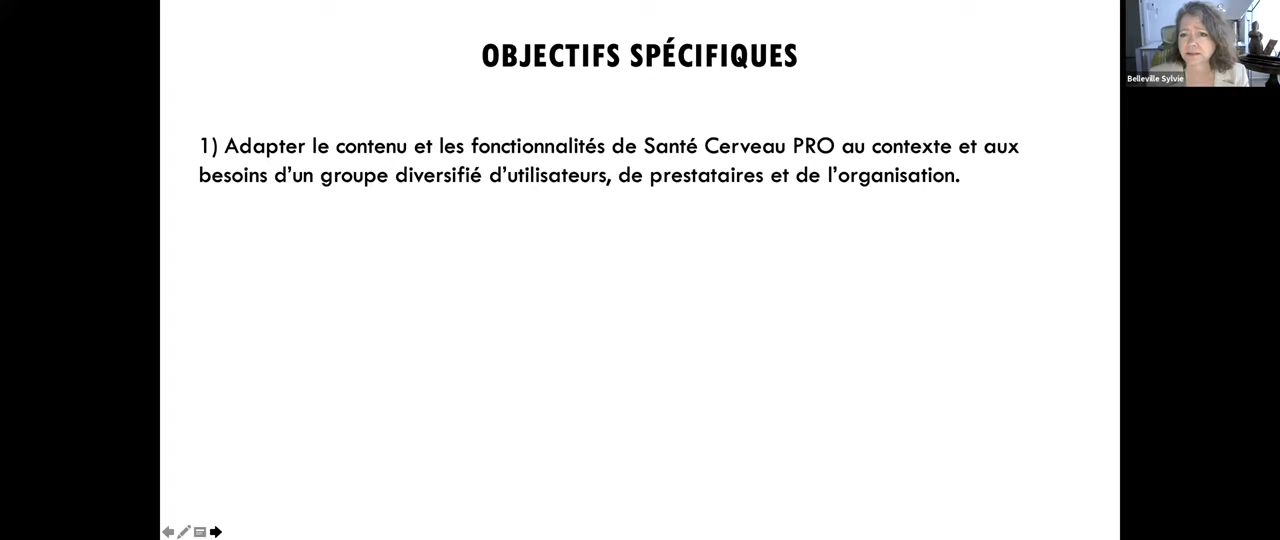 OBJECTIFS SPÉCIFIQUES
Belleville Sylvie
1) Adapter le contenu et les fonctionnalités de Santé Cerveau PRO au contexte et aux
besoins d’un groupe diversifié d’utilisateurs, de prestataires et de l’organisation.